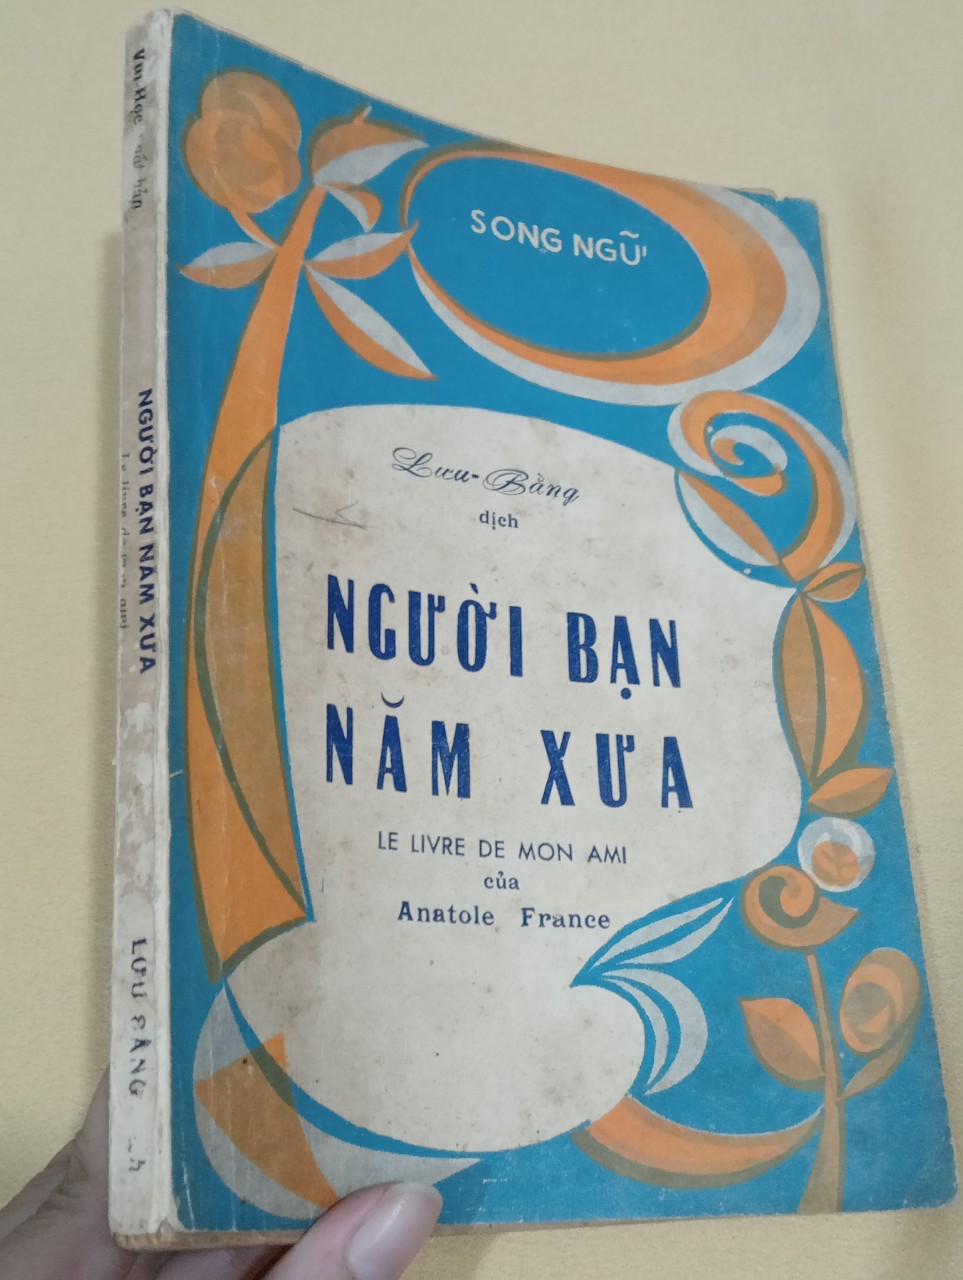 SONG NGỮ
Lưu-Bằng
dịch
NGƯỜI BẠN
NĂM XƯA
LE LIVRE DE MON AMI
của
Anatole France
NGƯỜI BẠN NĂM XƯA
LƯU BẰNG